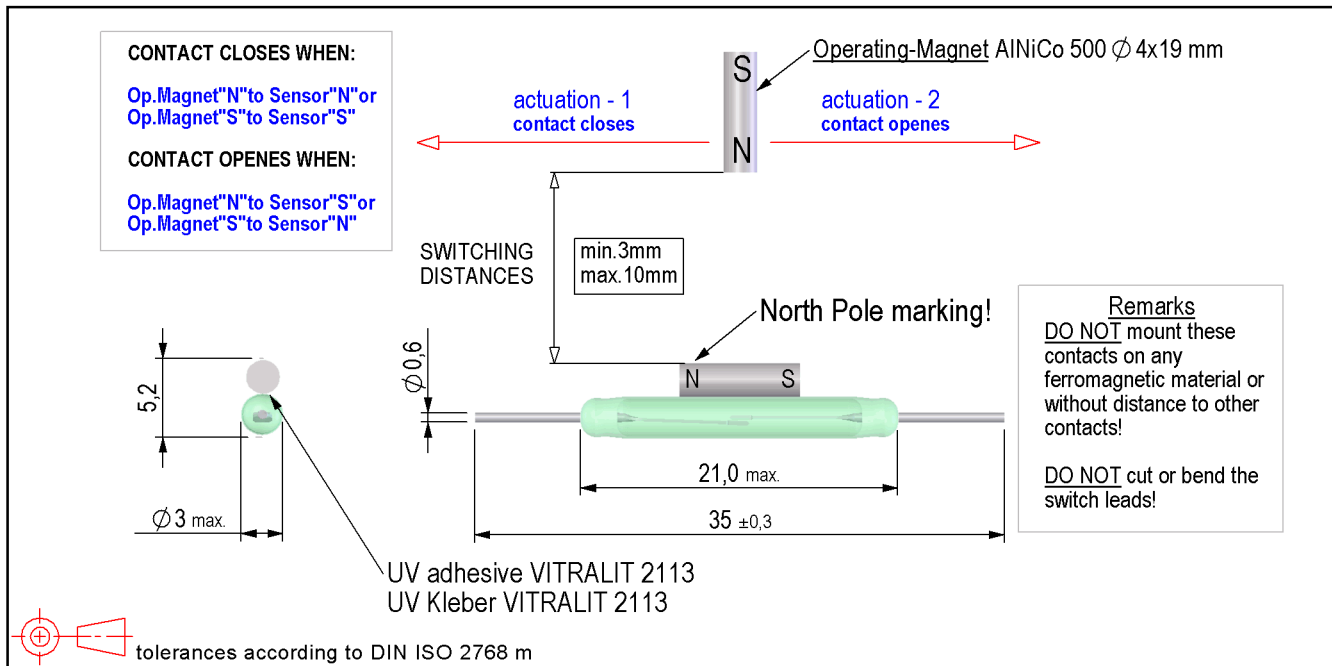 CONTACT CLOSES WHEN:
Op.Magnet"N"to Sensor"N"or
Op.Magnet"S"to Sensor"S"
CONTACT OPENES WHEN:
Op.Magnet"N"to Sensor"S"or
Op.Magnet"S"to Sensor"N"
S
N
Operating-Magnet AlNiCo 500 ∅ 4x19 mm
actuation - 1
contact closes
actuation - 2
contact openes
SWITCHING
DISTANCES
min.3mm
max.10mm
North Pole marking!
N S
Remarks
DO NOT mount these
contacts on any
ferromagnetic material or
without distance to other
contacts!
DO NOT cut or bend the
switch leads!
5,2
∅ 0,6
∅ 3 max.
21,0 max.
35 ±0,3
UV adhesive VITRALIT 2113
UV Kleber VITRALIT 2113
tolerances according to DIN ISO 2768 m